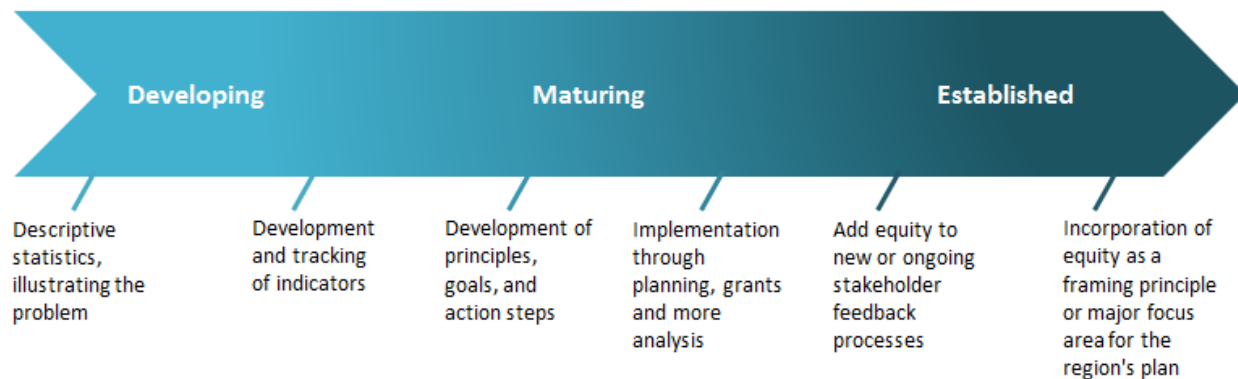 Developing
Maturing
Established
Descriptive
statistics,
illustrating the
problem
Development
and tracking
of indicators
Development of
principles,
goals, and
action steps
Implementation
through
planning, grants
and more
analysis
Add equity to
new or ongoing
stakeholder
feedback
processes
Incorporation of
equity as a
framing principle
or major focus
area for the
region's plan